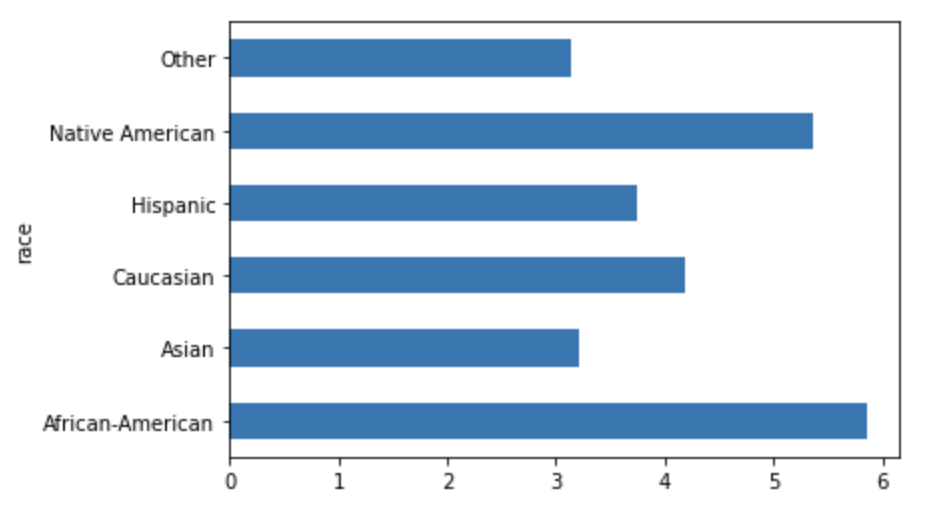 Other
Native American
Hispanic
Caucasian
Asian
African-American
race
0 1 2 3 4 5 6